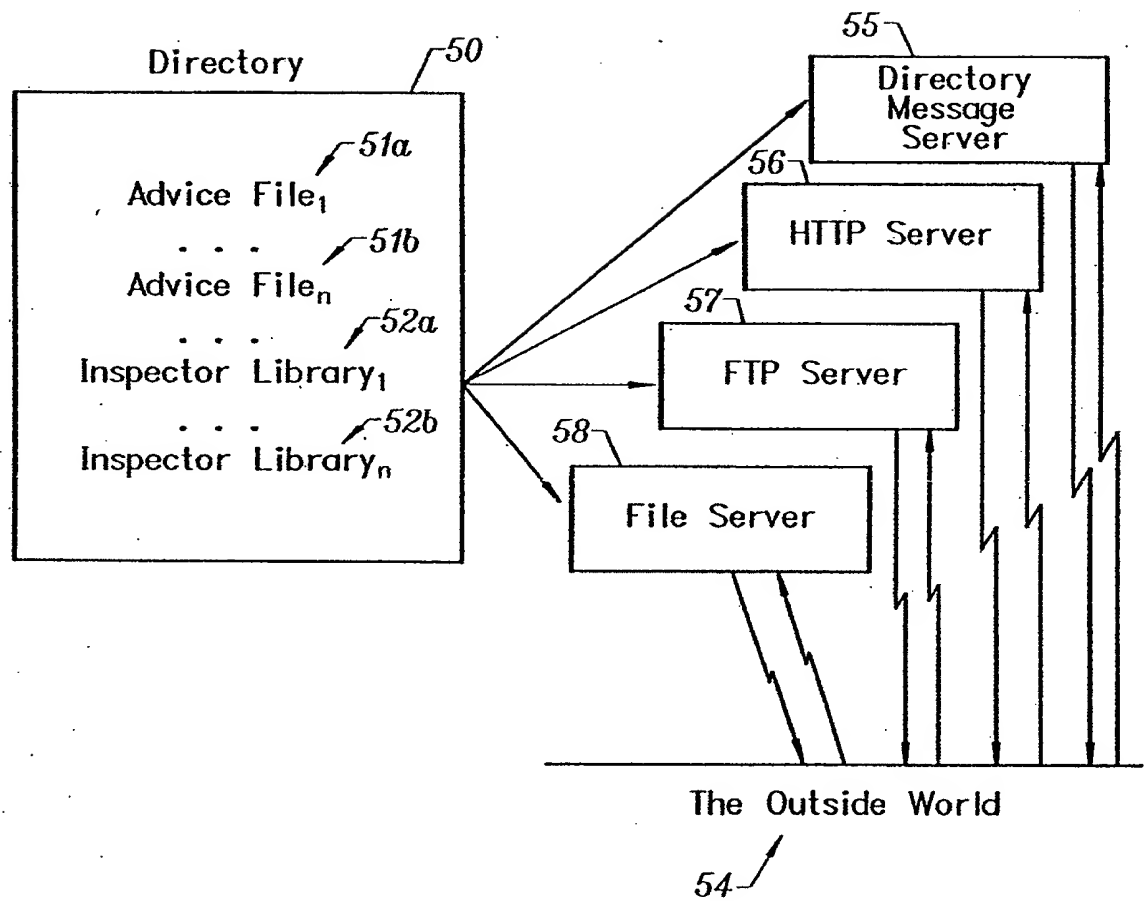 Directory
50
51a
Advice File₁
. . .
51b
Advice Fileₙ
. . .
52a
Inspector Library₁
. . .
52b
Inspector Libraryₙ
55
Directory
Message
Server
56
HTTP Server
57
FTP Server
58
File Server
The Outside World
54